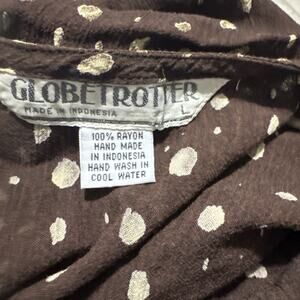 GLOBETROTTER
MADE IN INDONESIA
100% RAYON
HAND MADE
IN INDONESIA
HAND WASH IN
COOL WATER